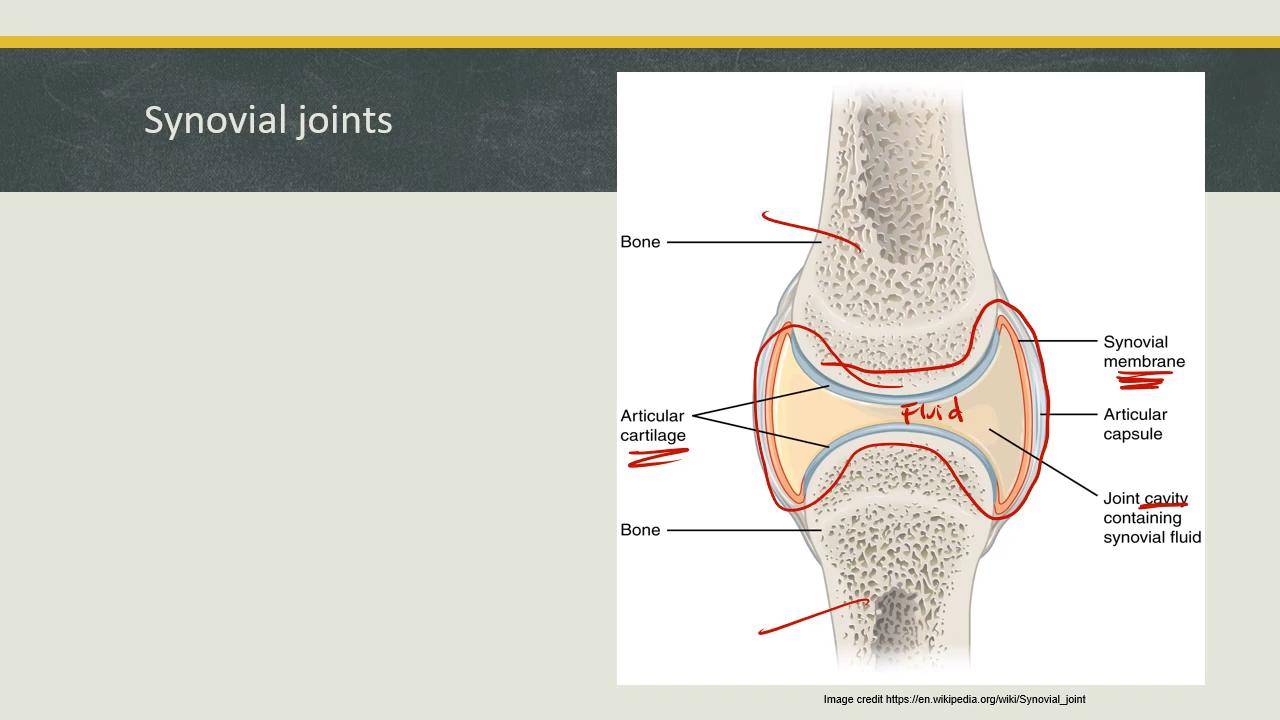 Synovial joints
Bone
Articular
cartilage
Bone
Fluid
Synovial
membrane
Articular
capsule
Joint cavity
containing
synovial fluid
Image credit https://en.wikipedia.org/wiki/Synovial_joint